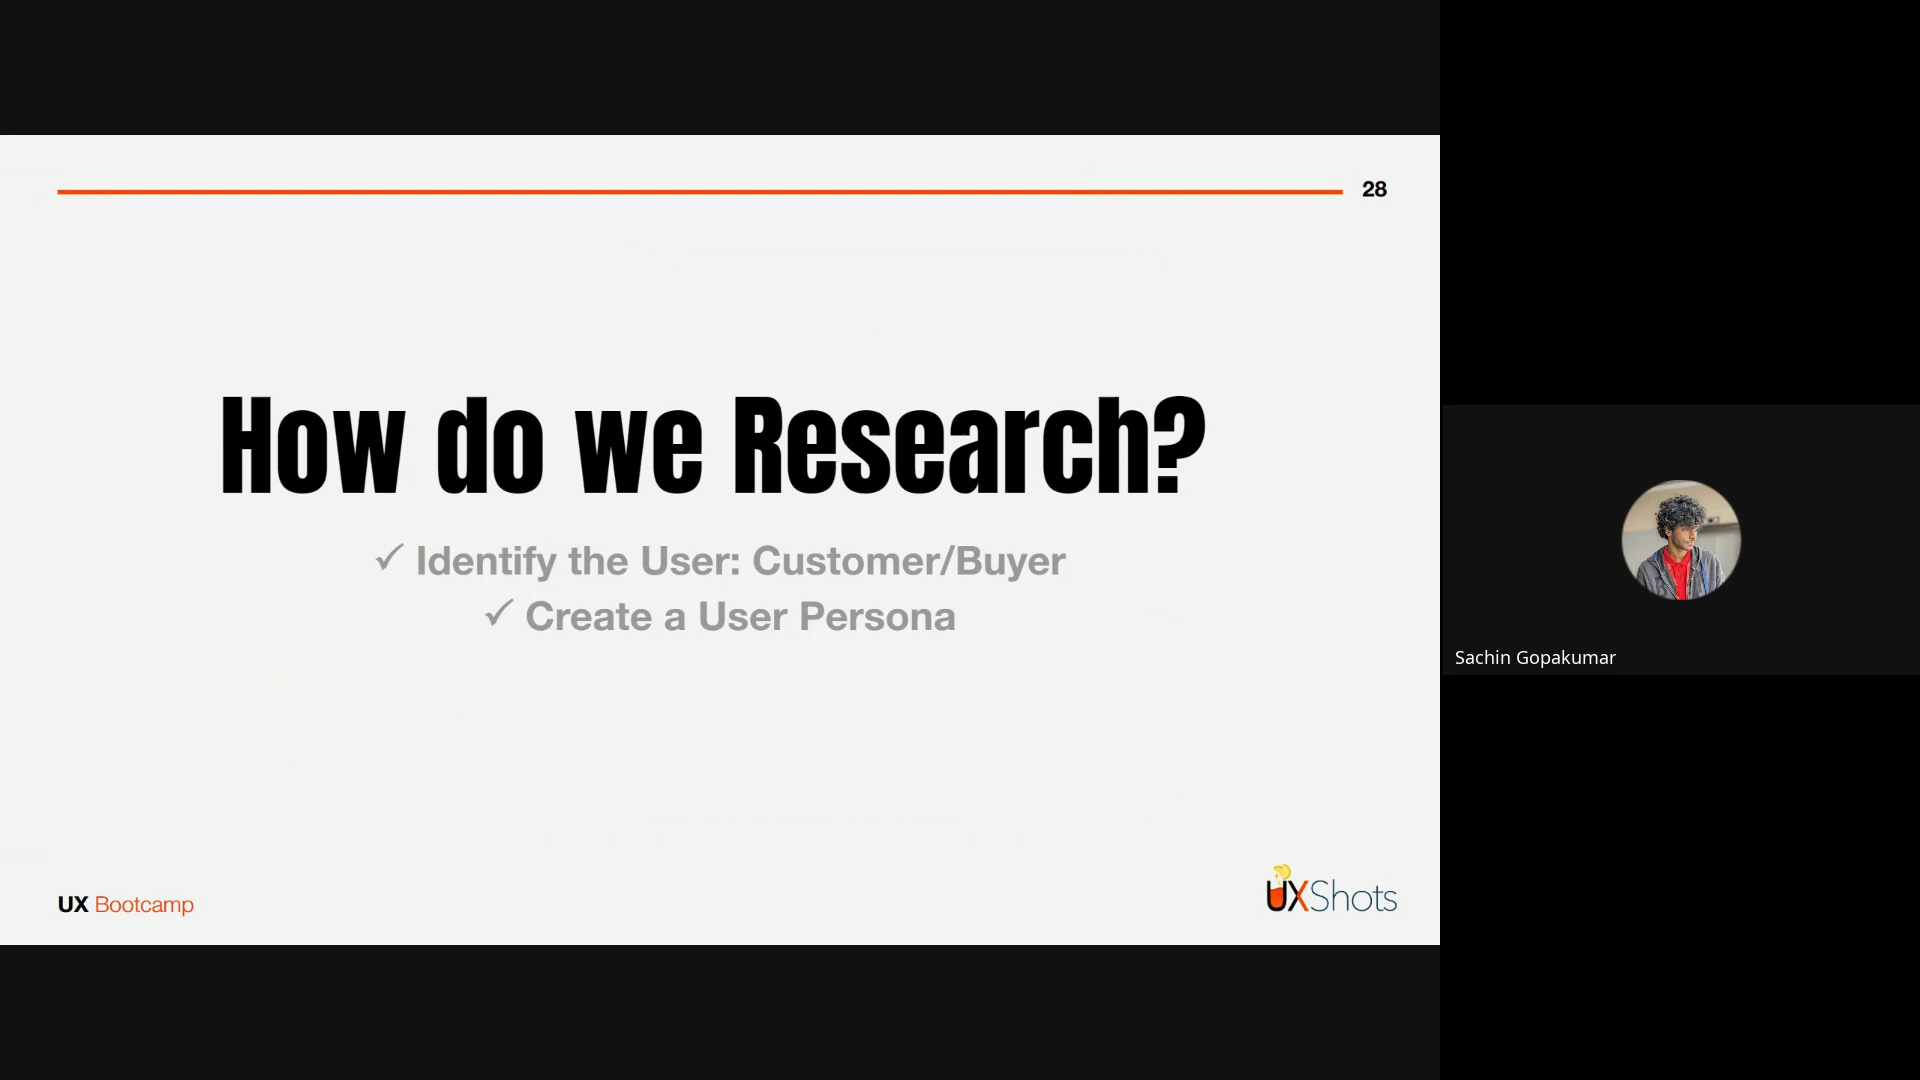 28
How do we Research?
✓ Identify the User: Customer/Buyer
✓ Create a User Persona
UX Bootcamp
UXShots
Sachin Gopakumar